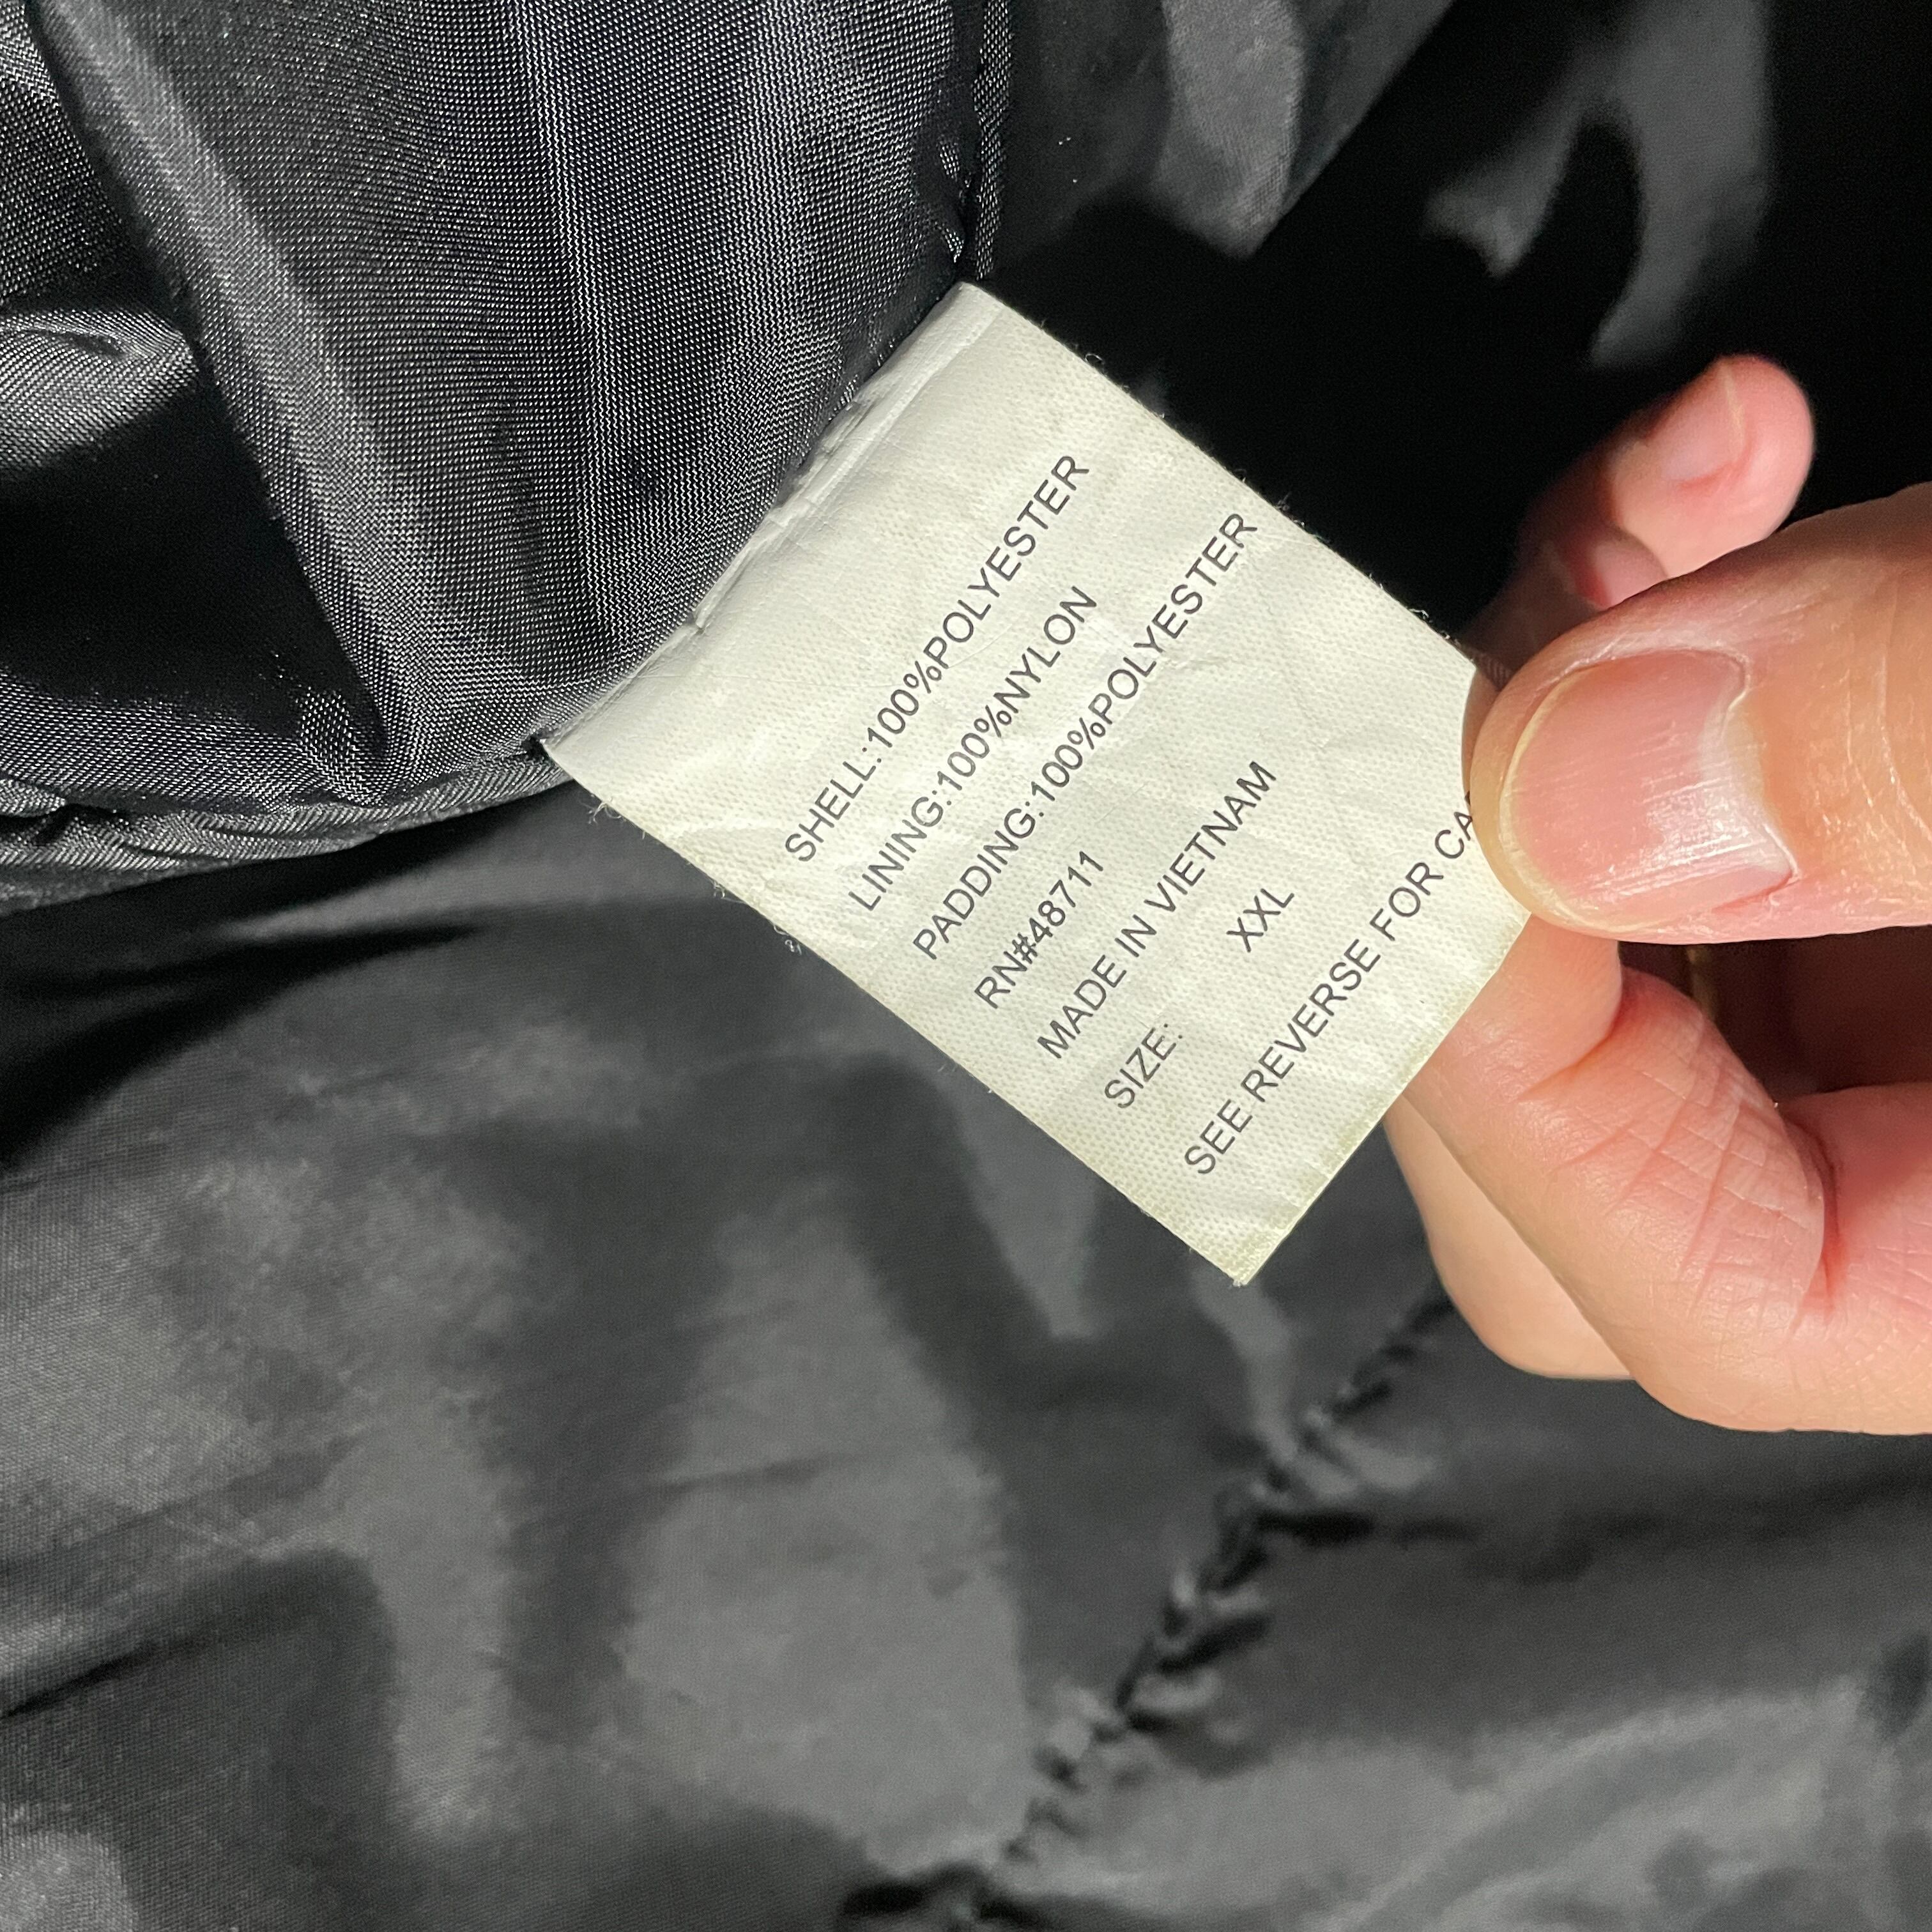 SHELL:100%POLYESTER
LINING:100%NYLON
PADDING:100%POLYESTER
RN#48711
MADE IN VIETNAM
SIZE: XXL
SEE REVERSE FOR